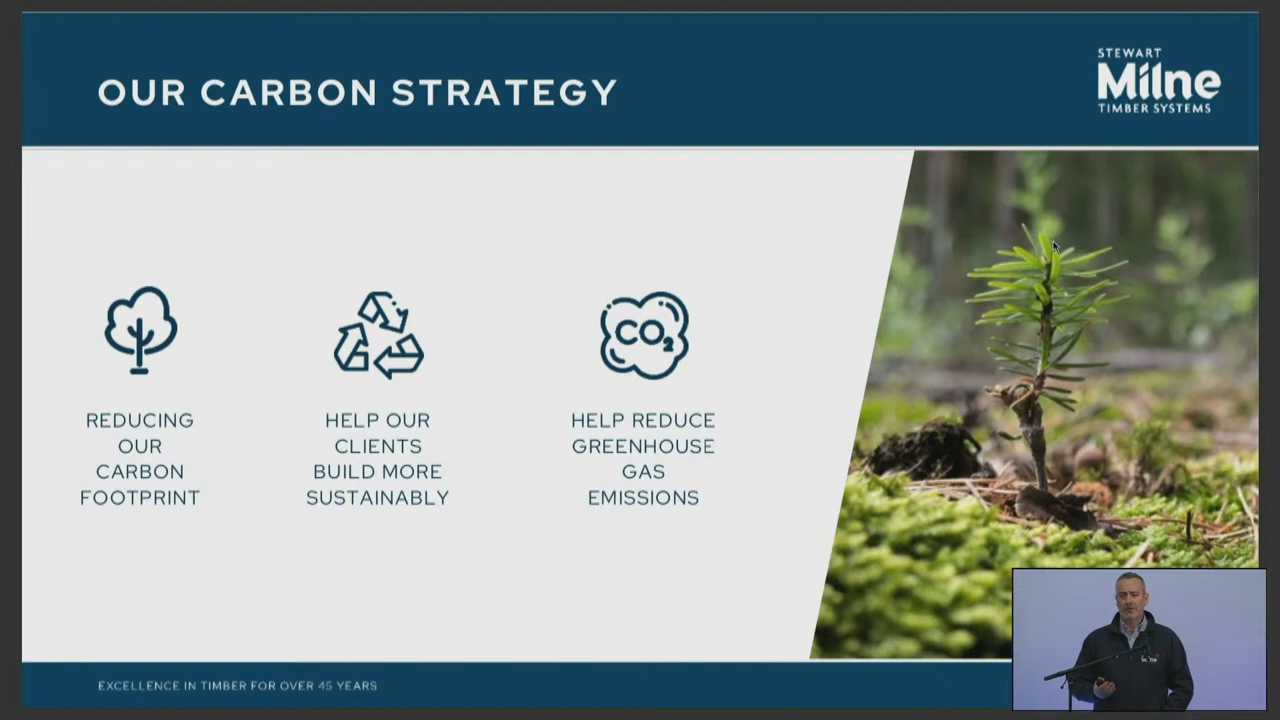 OUR CARBON STRATEGY
STEWART
Milne
TIMBER SYSTEMS
CO₂
REDUCING
OUR
CARBON
FOOTPRINT
HELP OUR
CLIENTS
BUILD MORE
SUSTAINABLY
HELP REDUCE
GREENHOUSE
GAS
EMISSIONS
EXCELLENCE IN TIMBER FOR OVER 45 YEARS